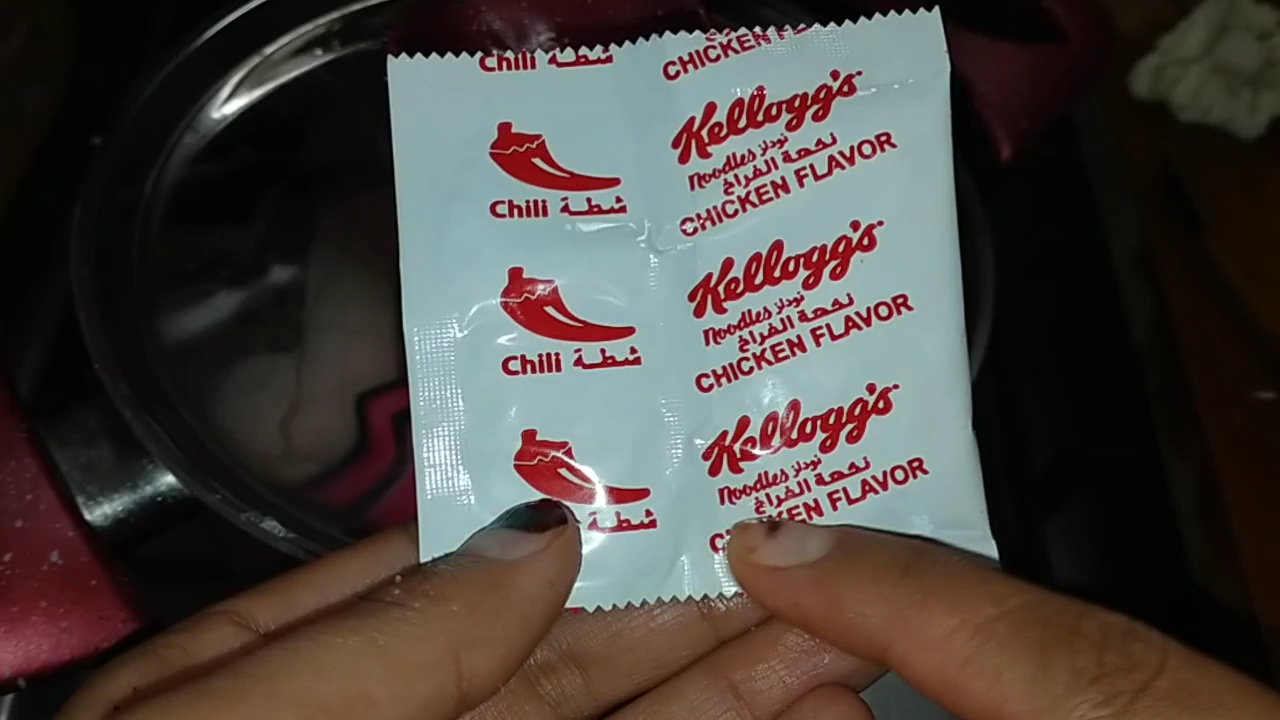 Chili شطة
CHICKEN
Kellogg's
Noodles نودلز
نكهة الفراخ
CHICKEN FLAVOR
Chili شطة
Kellogg's
Noodles نودلز
نكهة الفراخ
CHICKEN FLAVOR
Chili شطة
Kellogg's
Noodles نودلز
نكهة الفراخ
CHICKEN FLAVOR
شطة